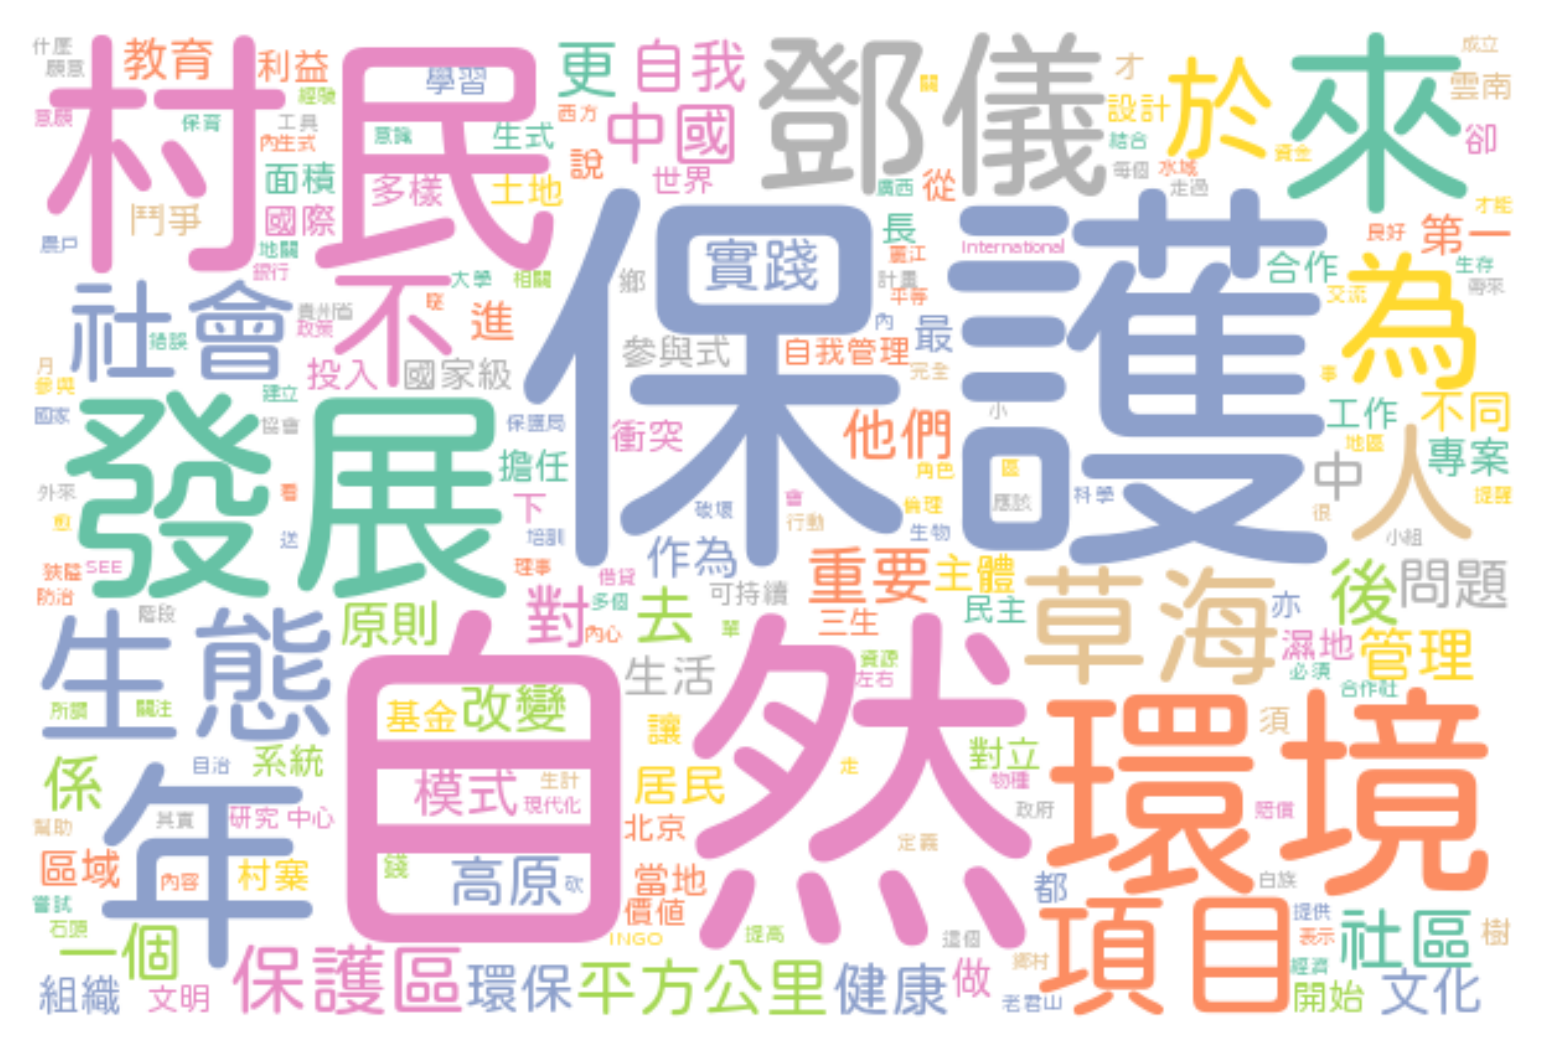 什麼
願意
教育
利益
村民
學習
更
自我
鄧儀
關
才
於
來
成立
雲南
意願
經驗
保育
工具
內生式
意識
生式
西方
中國
說
設計
結合
資金
卻
面積
多樣
土地
世界
廣西
從
每個
水域
走過
鬥爭
國際
才能
農戶
地關
長
International
良好
第一
銀行
大學
相關
鄉
實踐
計畫
麗江
保護
合作
生存
帶來
社會
貴州省
政策
不
進
平等
內
交流
為
錯誤
參與式
自我管理
最
月
參與
投入
國家級
完全
事
建立
國家
協會
發展
保護局
衝突
他們
小
工作
不同
擔任
角色
區
地區
專案
外來
看
中
人
愈
下
破壞
會
倫理
應該
科學
很
提醒
送
培訓
行動
生物
小組
狹隘
SEE
理事
作為
重要
主體
草海
後
問題
防治
借貸
可持續
階段
原則
對
多個
去
三生
民主
亦
生態
內心
單
濕地
管理
自然
生活
資源
左右
必須
合作社
所謂
關注
基金
改變
讓
環境
須
自治
系統
對立
係
模式
生計
居民
走
物種
年
現代化
幫助
其實
研究
中心
北京
政府
賠償
定義
區域
內容
村寨
錢
高原
砍
當地
都
白族
嘗試
價值
項目
提供
石頭
一個
INGO
提高
這個
表示
社區
樹
保護區
環保
平方公里
健康
做
鄉村
經濟
組織
文明
老君山
開始
文化